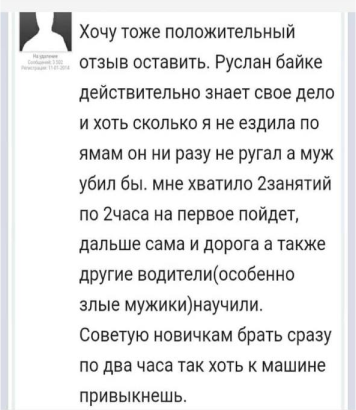 Хочу тоже положительный
отзыв оставить. Руслан байке
действительно знает свое дело
и хоть сколько я не ездила по
ямам он ни разу не ругал а муж
убил бы. мне хватило 2занятий
по 2часа на первое пойдет,
дальше сама и дорога а также
другие водители(особенно
злые мужики)научили.
Советую новичкам брать сразу
по два часа так хоть к машине
привыкнешь.